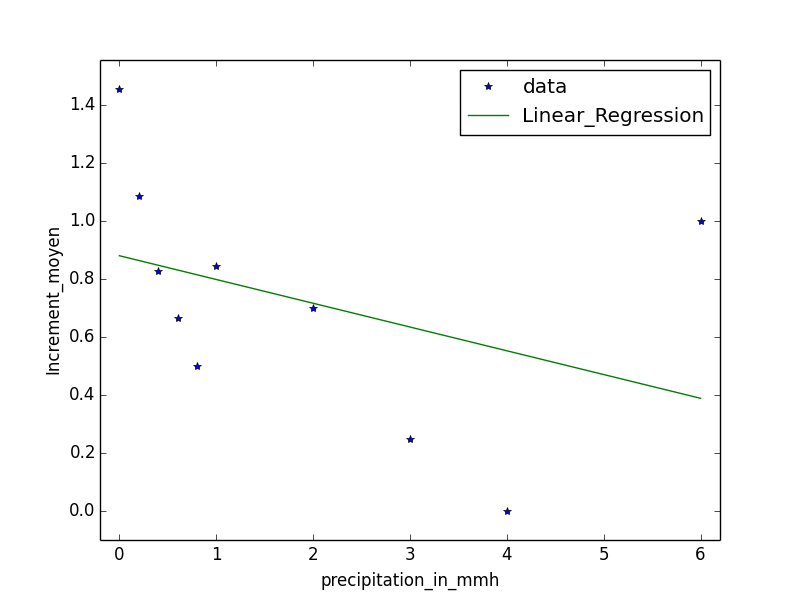 data
Linear_Regression
1.4
1.2
1.0
0.8
0.6
0.4
0.2
0.0
Increment_moyen
0 1 2 3 4 5 6
precipitation_in_mmh